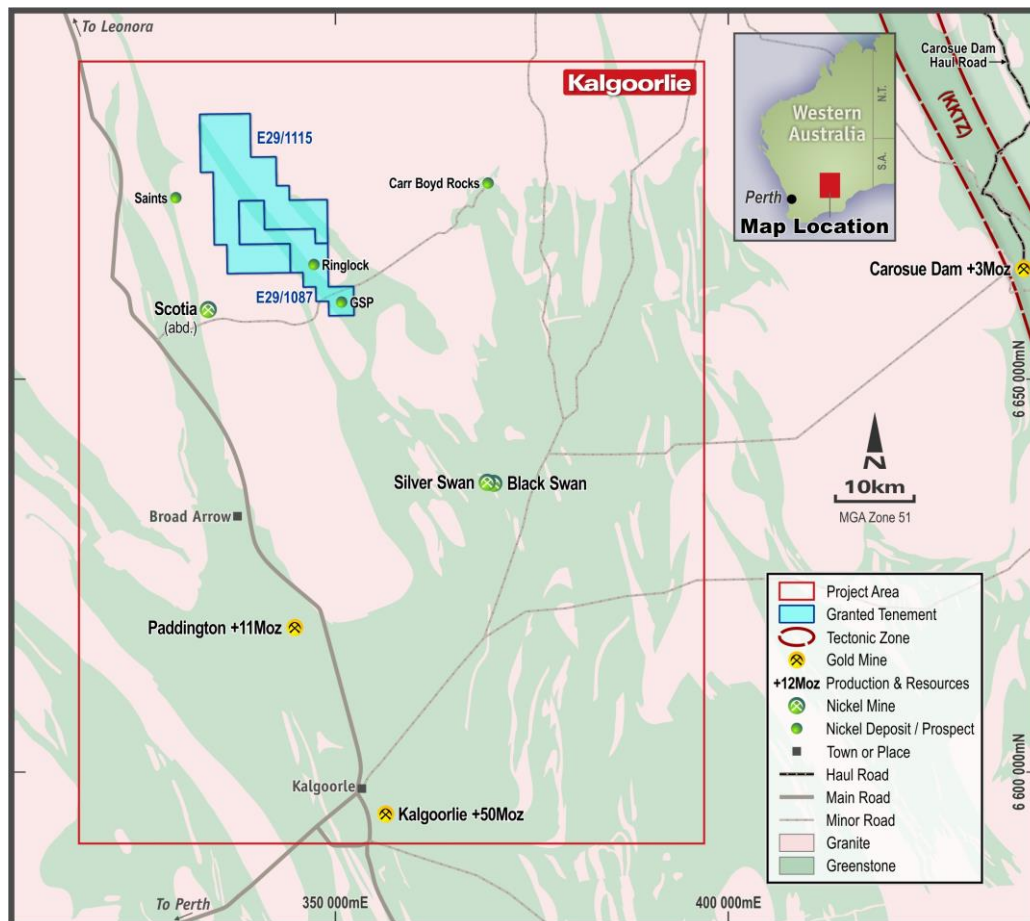 To Leonora
Kalgoorlie
Carosue Dam
Haul Road
(KKTZ)
Western
Australia
N.T.
S.A.
Perth
Map Location
E29/1115
Saints
Carr Boyd Rocks
Ringlock
E29/1087
GSP
Scotia
(abd.)
Carosue Dam +3Moz
6 650 000mN
N
10km
MGA Zone 51
Silver Swan
Black Swan
Broad Arrow
Paddington +11Moz
Kalgoorle
Kalgoorlie +50Moz
Project Area
Granted Tenement
Tectonic Zone
Gold Mine
+12Moz Production & Resources
Nickel Mine
Nickel Deposit / Prospect
Town or Place
Haul Road
Main Road
Minor Road
Granite
Greenstone
6 600 000mN
To Perth
350 000mE
400 000mE